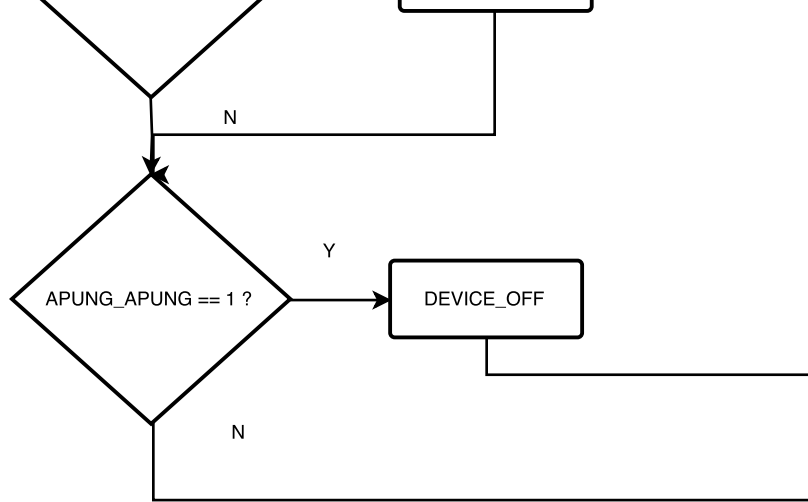 N
Y
APUNG_APUNG == 1 ?
DEVICE_OFF
N